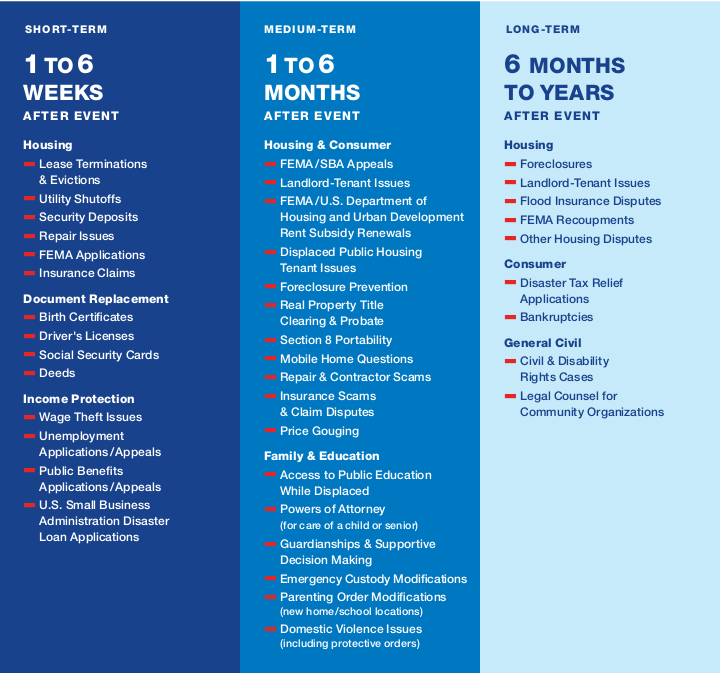 SHORT-TERM
1 TO 6
WEEKS
AFTER EVENT
Housing
Lease Terminations
& Evictions
Utility Shutoffs
Security Deposits
Repair Issues
FEMA Applications
Insurance Claims
Document Replacement
Birth Certificates
Driver's Licenses
Social Security Cards
Deeds
Income Protection
Wage Theft Issues
Unemployment
Applications/Appeals
Public Benefits
Applications/Appeals
U.S. Small Business
Administration Disaster
Loan Applications
MEDIUM-TERM
1 TO 6
MONTHS
AFTER EVENT
Housing & Consumer
FEMA/SBA Appeals
Landlord-Tenant Issues
FEMA/U.S. Department of
Housing and Urban Development
Rent Subsidy Renewals
Displaced Public Housing
Tenant Issues
Foreclosure Prevention
Real Property Title
Clearing & Probate
Section 8 Portability
Mobile Home Questions
Repair & Contractor Scams
Insurance Scams
& Claim Disputes
Price Gouging
Family & Education
Access to Public Education
While Displaced
Powers of Attorney
(for care of a child or senior)
Guardianships & Supportive
Decision Making
Emergency Custody Modifications
Parenting Order Modifications
(new home/school locations)
Domestic Violence Issues
(including protective orders)
LONG-TERM
6 MONTHS
TO YEARS
AFTER EVENT
Housing
Foreclosures
Landlord-Tenant Issues
Flood Insurance Disputes
FEMA Recoupments
Other Housing Disputes
Consumer
Disaster Tax Relief
Applications
Bankruptcies
General Civil
Civil & Disability
Rights Cases
Legal Counsel for
Community Organizations